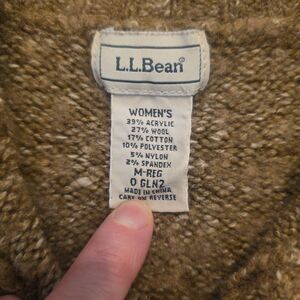 L.L.Bean
WOMEN'S
39% ACRYLIC
27% WOOL
17% COTTON
10% POLYESTER
5% NYLON
2% SPANDEX
M-REG
0 GLN2
MADE IN CHINA
CARE ON REVERSE